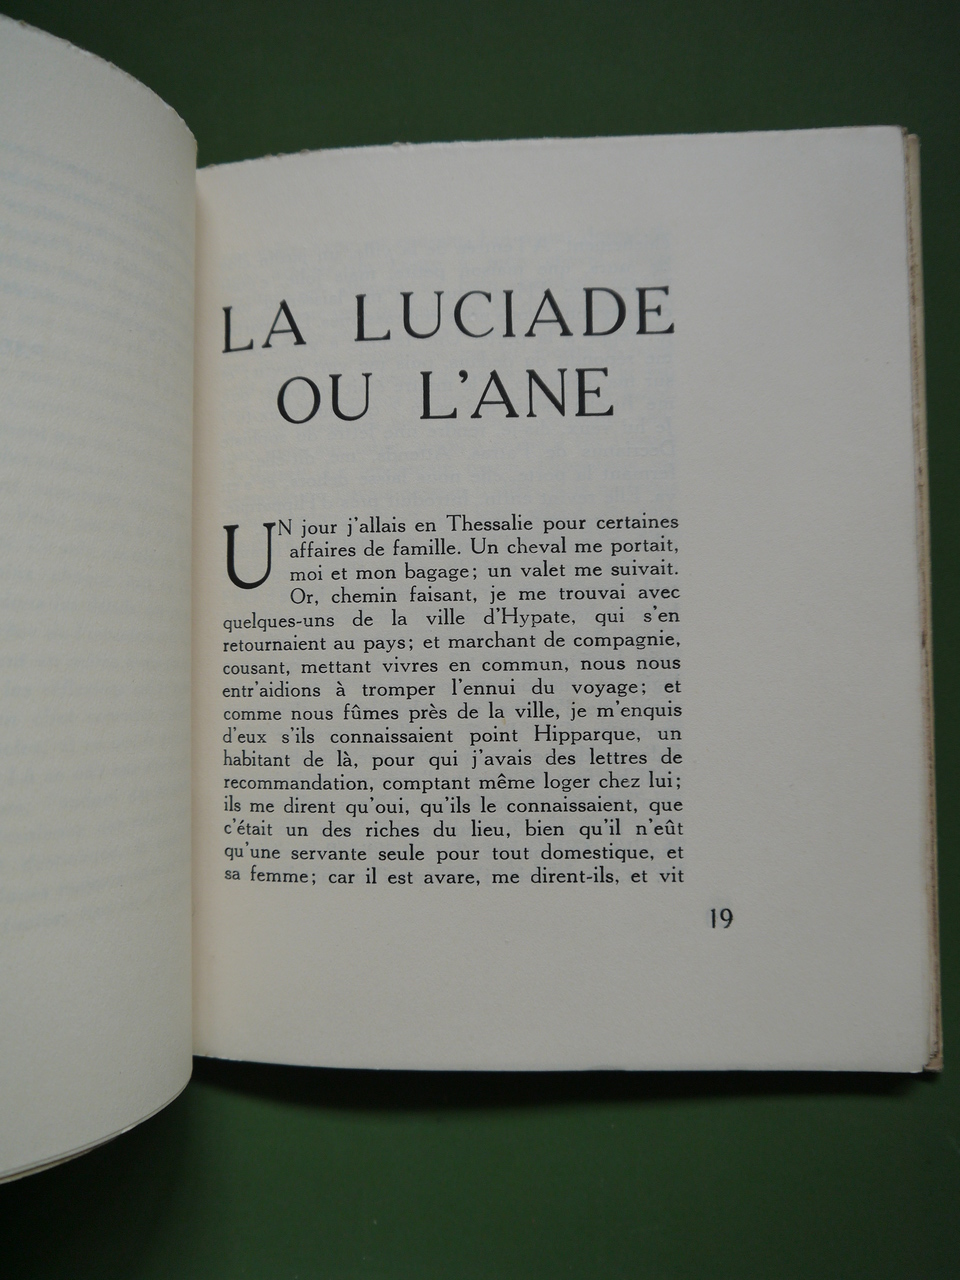 LA LUCIADE
OU L'ANE
UN jour j'allais en Thessalie pour certaines
affaires de famille. Un cheval me portait,
moi et mon bagage; un valet me suivait.
Or, chemin faisant, je me trouvai avec
quelques-uns de la ville d'Hypate, qui s'en
retournaient au pays; et marchant de compagnie,
cousant, mettant vivres en commun, nous nous
entr'aidions à tromper l'ennui du voyage; et
comme nous fûmes près de la ville, je m'enquis
d'eux s'ils connaissaient point Hipparque, un
habitant de là, pour qui j'avais des lettres de
recommandation, comptant même loger chez lui;
ils me dirent qu'oui, qu'ils le connaissaient, que
c'était un des riches du lieu, bien qu'il n'eût
qu'une servante seule pour tout domestique, et
sa femme; car il est avare, me dirent-ils, et vit
19